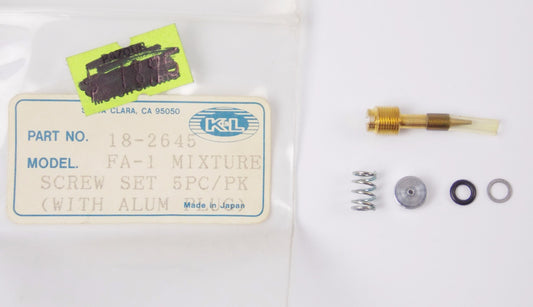 CLARA, CA 95050
K&L
PART NO. 18-2645
MODEL. FA-1 MIXTURE
SCREW SET 5PC/PK
(WITH ALUM PLUG)
Made in Japan